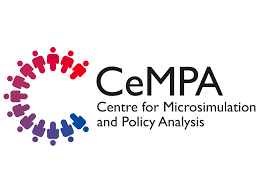 CeMPA
Centre for Microsimulation
and Policy Analysis